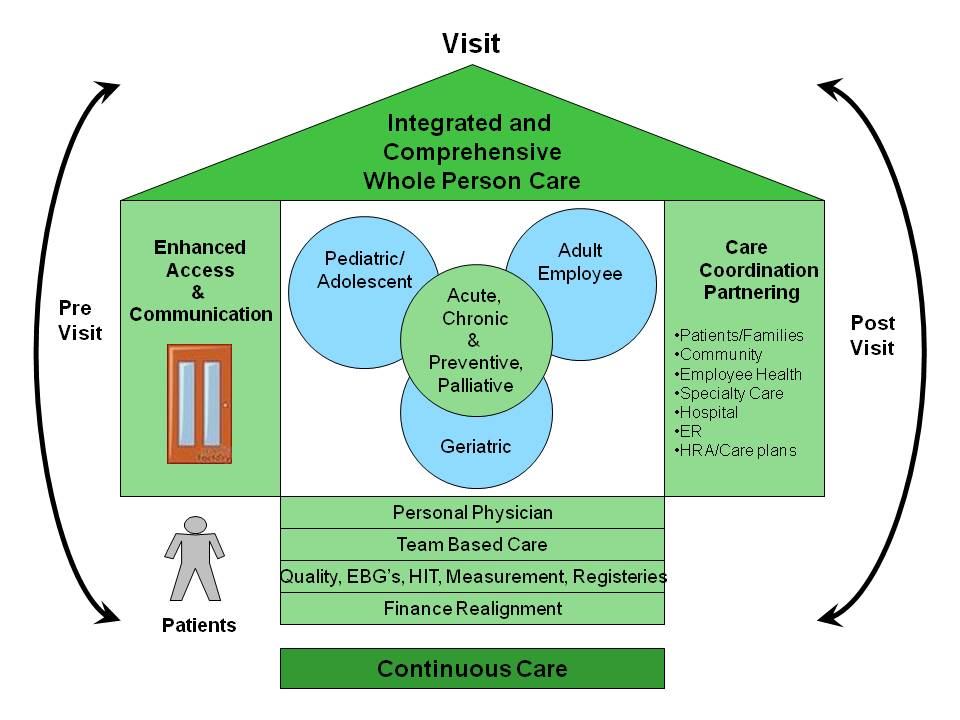 Visit
Integrated and
Comprehensive
Whole Person Care
Enhanced
Access
&
Communication
Pediatric/
Adolescent
Adult
Employee
Acute,
Chronic
&
Preventive,
Palliative
Geriatric
Care
Coordination
Partnering
•Patients/Families
•Community
•Employee Health
•Specialty Care
•Hospital
•ER
•HRA/Care plans
Pre
Visit
Post
Visit
Personal Physician
Team Based Care
Quality, EBG's, HIT, Measurement, Registeries
Finance Realignment
Patients
Continuous Care